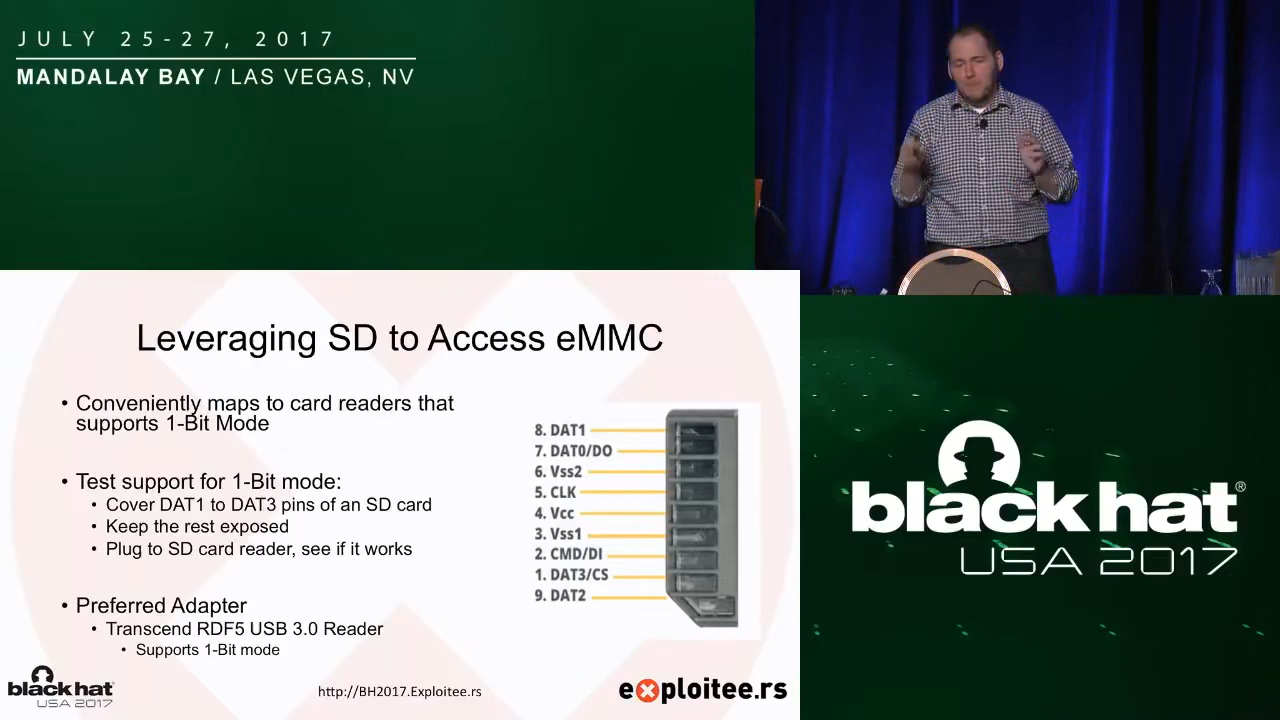 JULY 25-27, 2017
MANDALAY BAY / LAS VEGAS, NV
Leveraging SD to Access eMMC
• Conveniently maps to card readers that
supports 1-Bit Mode
• Test support for 1-Bit mode:
• Cover DAT1 to DAT3 pins of an SD card
• Keep the rest exposed
• Plug to SD card reader, see if it works
• Preferred Adapter
• Transcend RDF5 USB 3.0 Reader
• Supports 1-Bit mode
8. DAT1
7. DAT0/DO
6. Vss2
5. CLK
4. Vcc
3. Vss1
2. CMD/DI
1. DAT3/CS
9. DAT2
black hat
USA 2017
http://BH2017.Exploitee.rs
exploitee.rs
black hat®
USA 2017